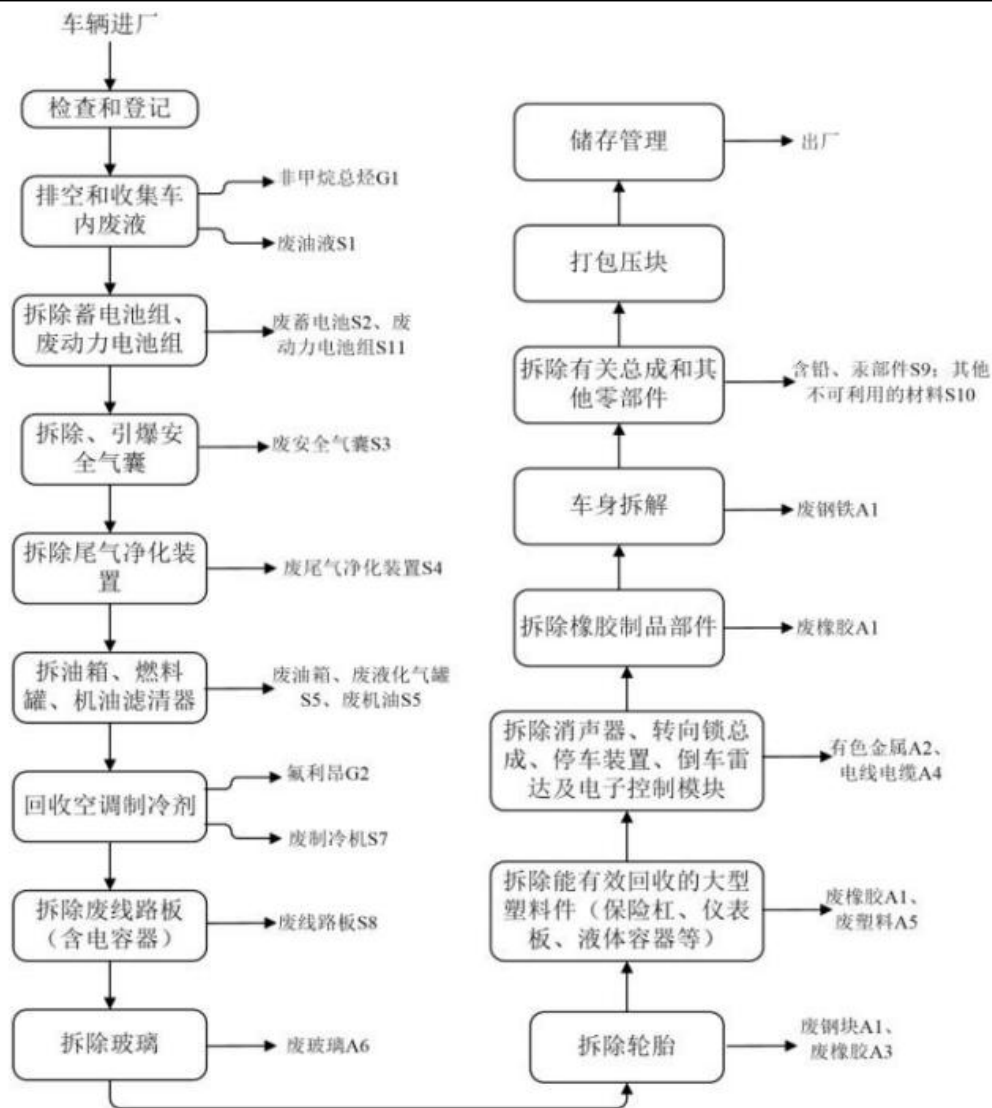 车辆进厂
检查和登记
排空和收集车
内废液
非甲烷总烃G1
废油液S1
拆除蓄电池组、
废动力电池组
废蓄电池S2、废
动力电池组S11
拆除、引爆安
全气囊
废安全气囊S3
拆除尾气净化装
置
废尾气净化装置S4
拆油箱、燃料
罐、机油滤清器
废油箱、废液化气罐
S5、废机油S5
回收空调制冷剂
氟利昂G2
废制冷机S7
拆除废线路板
（含电容器）
废线路板S8
拆除玻璃
废玻璃A6
拆除轮胎
废钢块A1、
废橡胶A3
拆除能有效回收的大型
塑料件（保险杠、仪表
板、液体容器等）
废橡胶A1、
废塑料A5
拆除消声器、转向锁总
成、停车装置、倒车雷
达及电子控制模块
有色金属A2、
电线电缆A4
拆除橡胶制品部件
废橡胶A1
车身拆解
废钢铁A1
拆除有关总成和其
他零部件
含铅、汞部件S9；其他
不可利用的材料S10
打包压块
储存管理
出厂